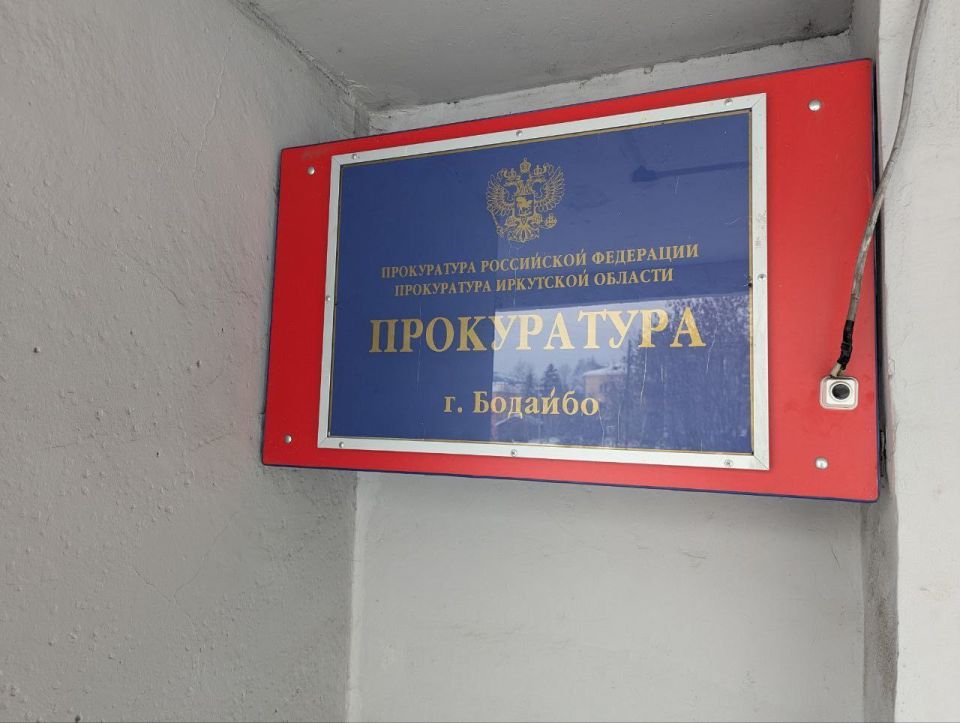 ПРОКУРАТУРА РОССИЙСКОЙ ФЕДЕРАЦИИ
ПРОКУРАТУРА ИРКУТСКОЙ ОБЛАСТИ
ПРОКУРАТУРА
г. Бодайбо